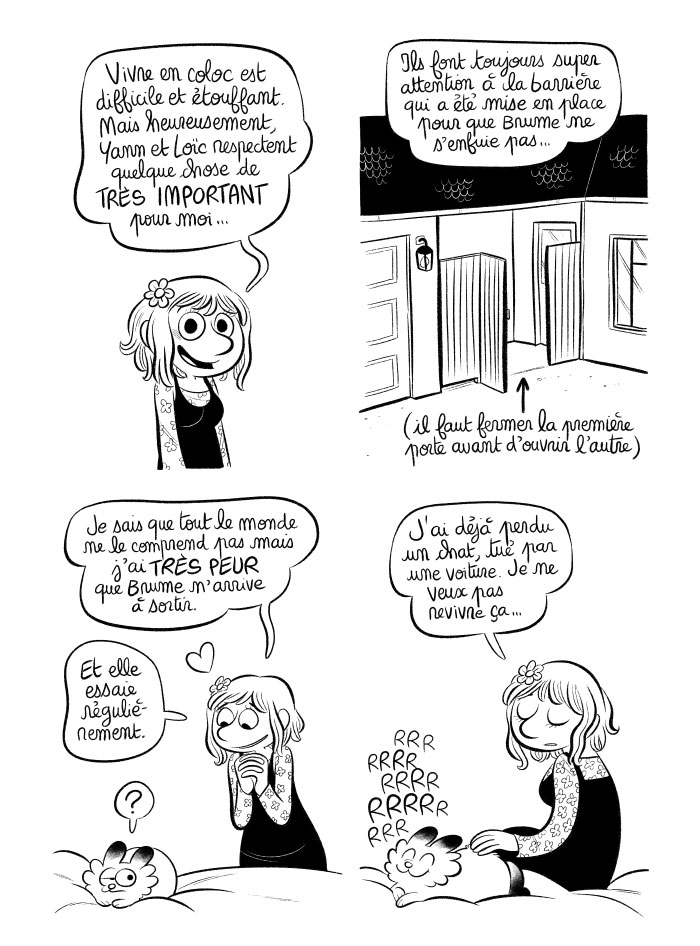 Vivre en coloc est
difficile et étouffant.
Mais heureusement,
Yann et Loïc respectent
quelque chose de
TRÈS IMPORTANT
pour moi...
Ils font toujours super
attention à la barrière
qui a été mise en place
pour que Brume ne
s'enfuie pas...
(il faut fermer la première
porte avant d'ouvrir l'autre)
Je sais que tout le monde
ne le comprend pas mais
j'ai TRÈS PEUR
que Brume n'arrive
à sortir.
Et elle
essaie
réguliè-
rement.
?
J'ai déjà perdu
un chat, tué par
une voiture. Je ne
veux pas
revivre ça...
RRR
RRRR
RRRR
RRRRR
RRR